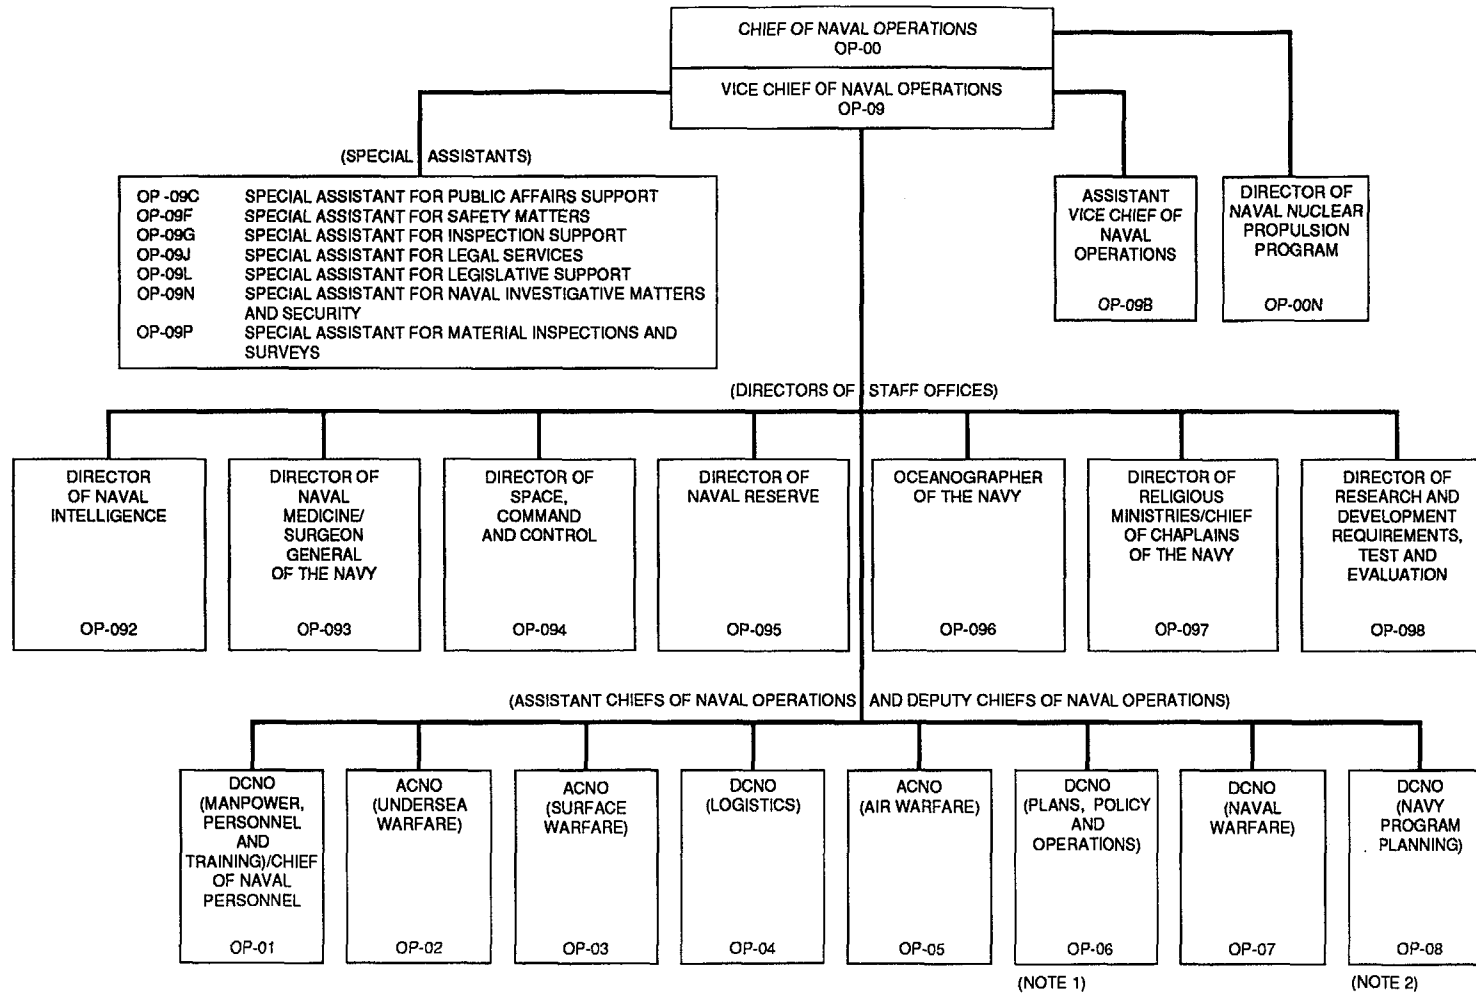 CHIEF OF NAVAL OPERATIONS
OP-00
VICE CHIEF OF NAVAL OPERATIONS
OP-09
(SPECIAL ASSISTANTS)
OP -09C SPECIAL ASSISTANT FOR PUBLIC AFFAIRS SUPPORT
OP-09F SPECIAL ASSISTANT FOR SAFETY MATTERS
OP-09G SPECIAL ASSISTANT FOR INSPECTION SUPPORT
OP-09J SPECIAL ASSISTANT FOR LEGAL SERVICES
OP-09L SPECIAL ASSISTANT FOR LEGISLATIVE SUPPORT
OP-09N SPECIAL ASSISTANT FOR NAVAL INVESTIGATIVE MATTERS
AND SECURITY
OP-09P SPECIAL ASSISTANT FOR MATERIAL INSPECTIONS AND
SURVEYS
ASSISTANT
VICE CHIEF OF
NAVAL
OPERATIONS
OP-09B
DIRECTOR OF
NAVAL NUCLEAR
PROPULSION
PROGRAM
OP-00N
(DIRECTORS OF STAFF OFFICES)
DIRECTOR
OF NAVAL
INTELLIGENCE
OP-092
DIRECTOR OF
NAVAL
MEDICINE/
SURGEON
GENERAL
OF THE NAVY
OP-093
DIRECTOR OF
SPACE,
COMMAND
AND CONTROL
OP-094
DIRECTOR OF
NAVAL RESERVE
OP-095
OCEANOGRAPHER
OF THE NAVY
OP-096
DIRECTOR OF
RELIGIOUS
MINISTRIES/CHIEF
OF CHAPLAINS
OF THE NAVY
OP-097
DIRECTOR OF
RESEARCH AND
DEVELOPMENT
REQUIREMENTS,
TEST AND
EVALUATION
OP-098
(ASSISTANT CHIEFS OF NAVAL OPERATIONS AND DEPUTY CHIEFS OF NAVAL OPERATIONS)
DCNO
(MANPOWER,
PERSONNEL
AND
TRAINING)/CHIEF
OF NAVAL
PERSONNEL
OP-01
ACNO
(UNDERSEA
WARFARE)
OP-02
ACNO
(SURFACE
WARFARE)
OP-03
DCNO
(LOGISTICS)
OP-04
ACNO
(AIR WARFARE)
OP-05
DCNO
(PLANS, POLICY
AND
OPERATIONS)
OP-06
(NOTE 1)
DCNO
(NAVAL
WARFARE)
OP-07
DCNO
(NAVY
PROGRAM
PLANNING)
OP-08
(NOTE 2)